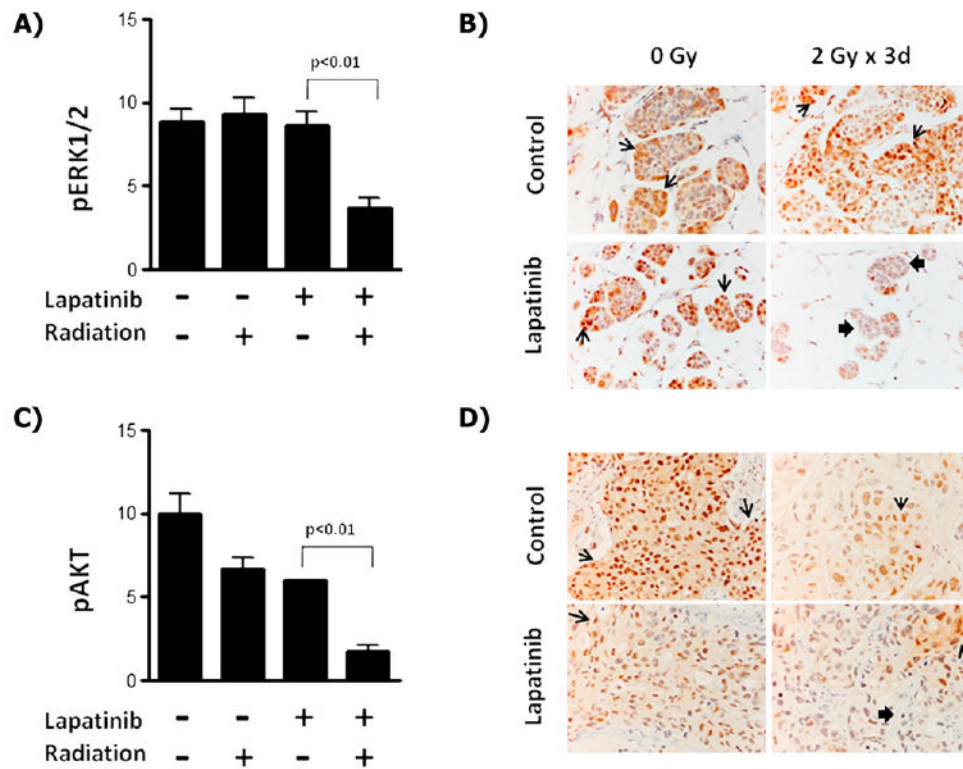 A)
15
10
5
0
pERK1/2
p<0.01
Lapatinib - - + +
Radiation - + - +
B)
0 Gy 2 Gy x 3d
Control
Lapatinib
C)
15
10
5
0
pAKT
p<0.01
Lapatinib - - + +
Radiation - + - +
D)
Control
Lapatinib